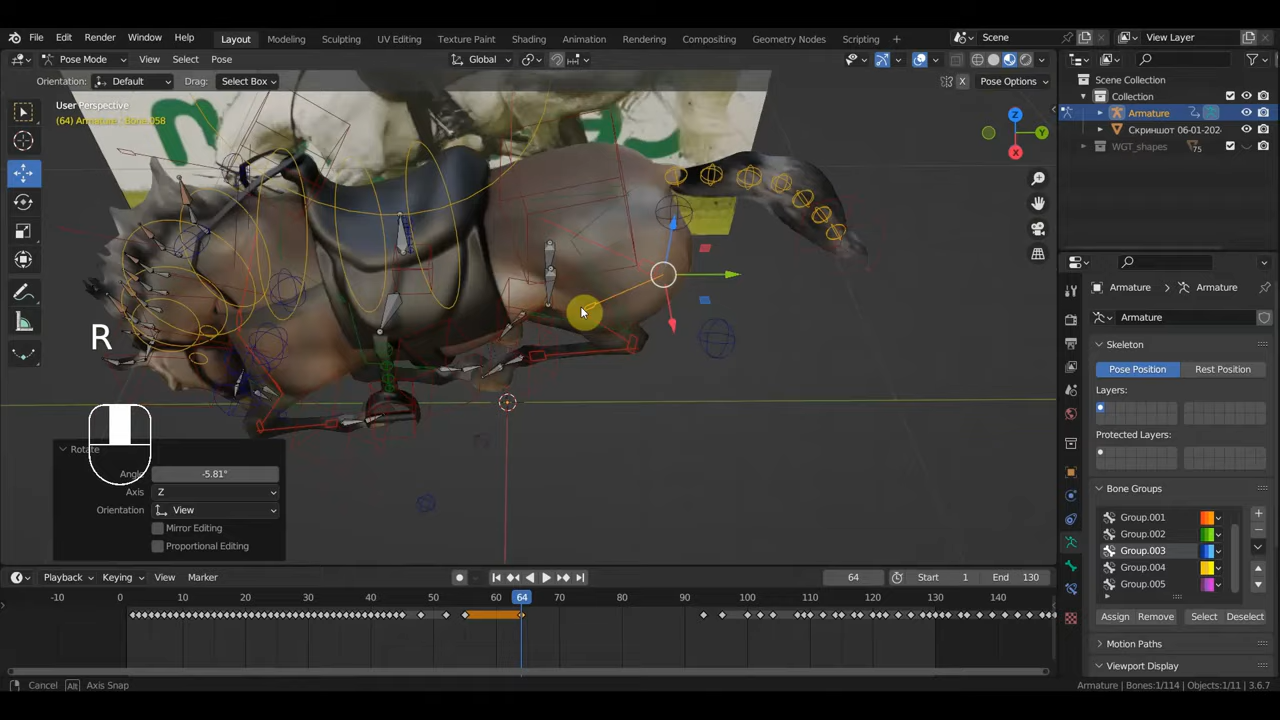 File Edit Render Window Help Layout Modeling Sculpting UV Editing Texture Paint Shading Animation Rendering Compositing Geometry Nodes Scripting + Scene View Layer
Pose Mode View Select Pose Global
Orientation: Default Drag: Select Box X Pose Options
User Perspective
(64) Armature : Bone.058
Scene Collection
Collection
Armature
Скриншот 06-01-202
WGT_shapes 75
Z
Y
X
Armature > Armature
Armature
Skeleton
Pose Position Rest Position
Layers:
Protected Layers:
Bone Groups
Group.001
Group.002
Group.003
Group.004
Group.005
Assign Remove Select Deselect
Motion Paths
Viewport Display
R
Rotate
Angle -5.81°
Axis Z
Orientation View
Mirror Editing
Proportional Editing
Playback Keying View Marker 64 Start 1 End 130
-10 0 10 20 30 40 50 60 64 70 80 90 100 110 120 130 140
Cancel Alt Axis Snap
Armature | Bones:1/114 | Objects:1/11 | 3.6.7